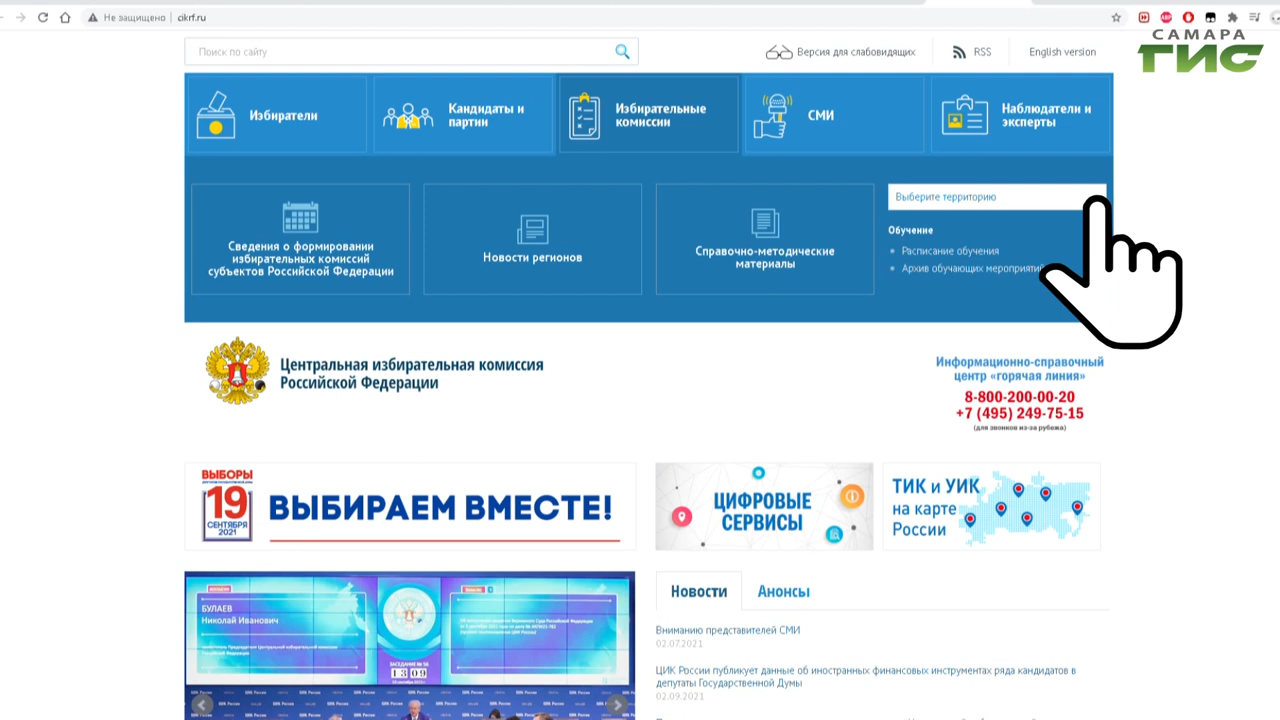 Не защищено
cikrf.ru
САМАРА
ГИС
Поиск по сайту
Версия для слабовидящих
RSS
English version
Избиратели
Кандидаты и
партии
Избирательные
комиссии
СМИ
Наблюдатели и
эксперты
Сведения о формировании
избирательных комиссий
субъектов Российской Федерации
Новости регионов
Справочно-методические
материалы
Выберите территорию
Обучение
Расписание обучения
Архив обучающих мероприятий
Центральная избирательная комиссия
Российской Федерации
Информационно-справочный
центр «горячая линия»
8-800-200-00-20
+7 (495) 249-75-15
(для звонков из-за рубежа)
ВЫБОРЫ
19
СЕНТЯБРЯ
2021
ВЫБИРАЕМ ВМЕСТЕ!
ЦИФРОВЫЕ
СЕРВИСЫ
ТИК и УИК
на карте
России
БУЛАЕВ
Николай Иванович
ЗАСЕДАНИЕ № 58
13 09
Новости
Анонсы
Вниманию представителей СМИ
02.07.2021
ЦИК России публикует данные об иностранных финансовых инструментах ряда кандидатов в
депутаты Государственной Думы
02.09.2021